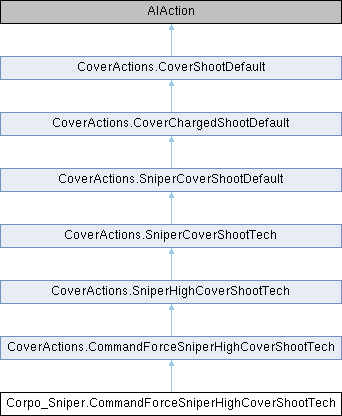 AIAction
CoverActions.CoverShootDefault
CoverActions.CoverChargedShootDefault
CoverActions.SniperCoverShootDefault
CoverActions.SniperCoverShootTech
CoverActions.SniperHighCoverShootTech
CoverActions.CommandForceSniperHighCoverShootTech
Corpo_Sniper.CommandForceSniperHighCoverShootTech